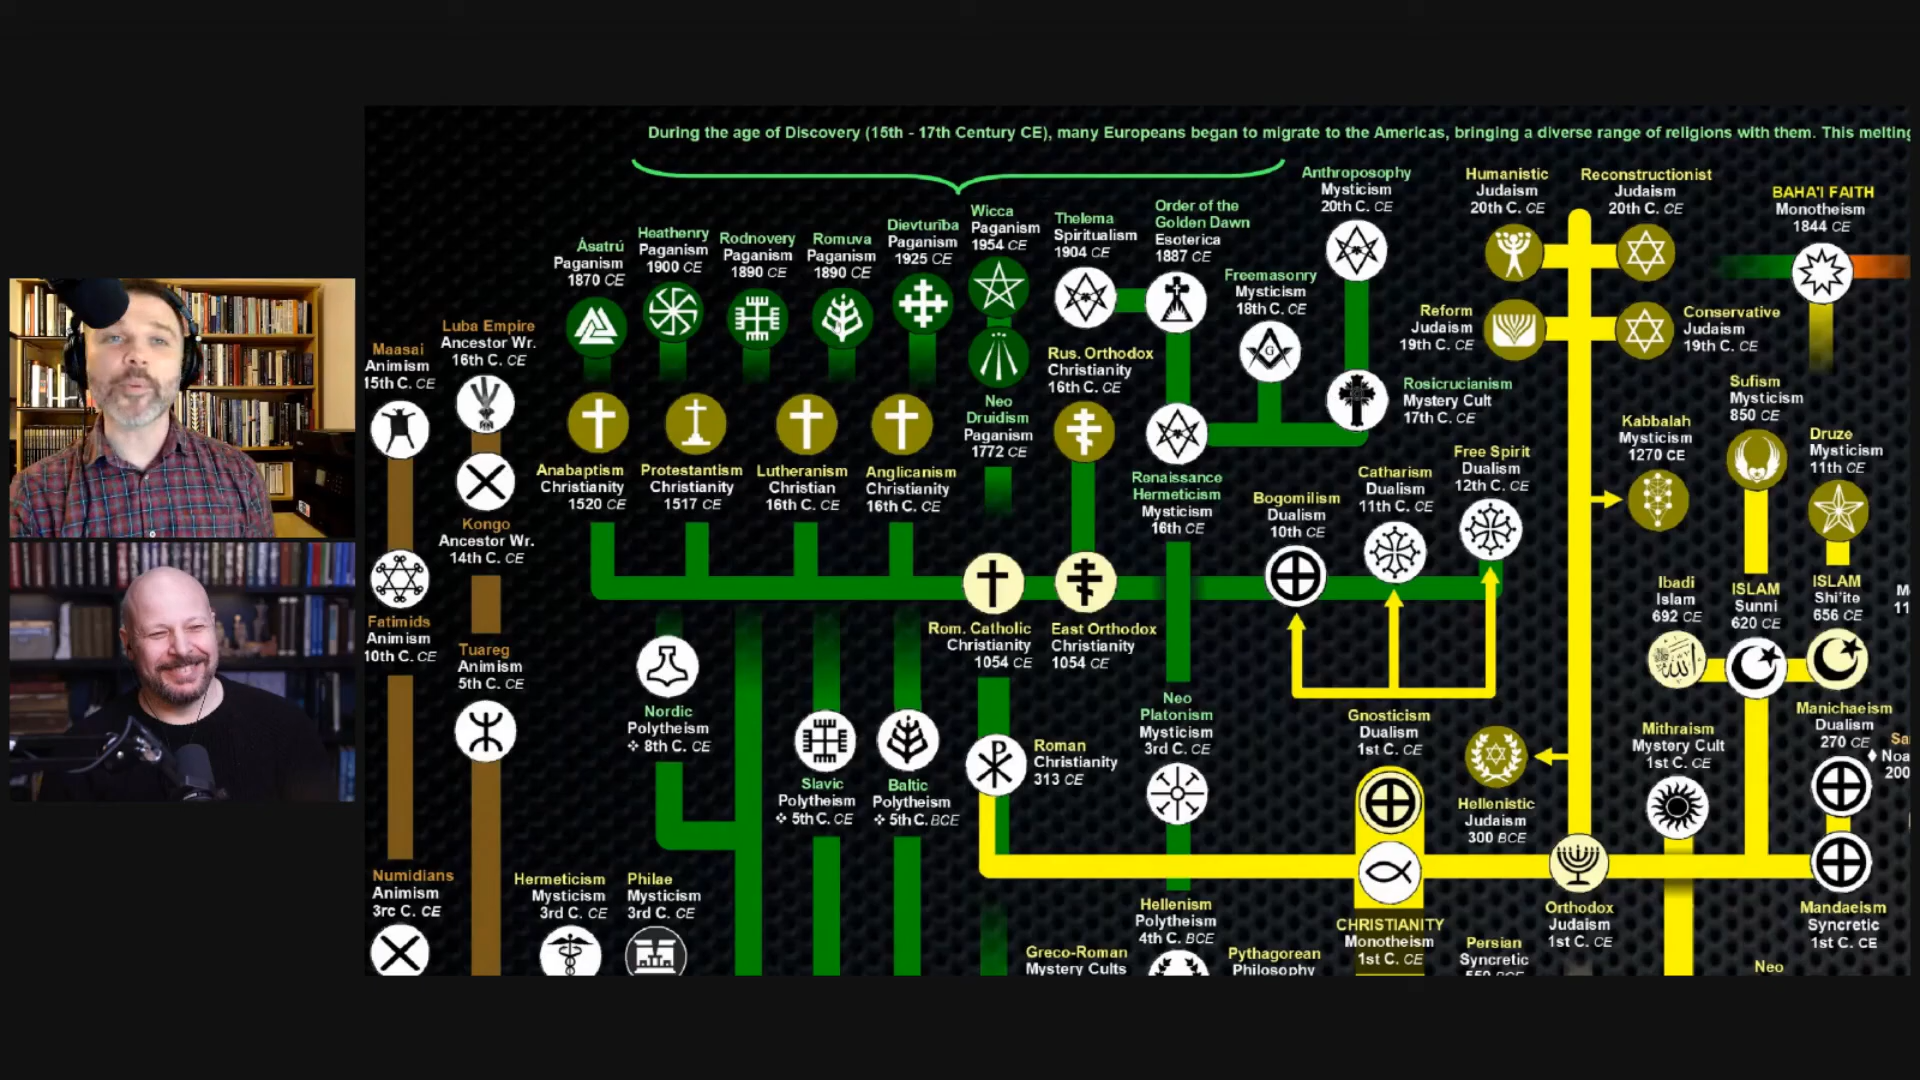 During the age of Discovery (15th - 17th Century CE), many Europeans began to migrate to the Americas, bringing a diverse range of religions with them. This melting
Anthroposophy
Mysticism
20th C. CE
Humanistic
Judaism
20th C. CE
Reconstructionist
Judaism
20th C. CE
BAHA'I FAITH
Monotheism
1844 CE
Ásatrú
Paganism
1870 CE
Heathenry
Paganism
1900 CE
Rodnovery
Paganism
1890 CE
Romuva
Paganism
1890 CE
Dievturība
Paganism
1925 CE
Wicca
Paganism
1954 CE
Thelema
Spiritualism
1904 CE
Order of the
Golden Dawn
Esoterica
1887 CE
Freemasonry
Mysticism
18th C. CE
G
Reform
Judaism
19th C. CE
Conservative
Judaism
19th C. CE
Maasai
Animism
15th C. CE
Luba Empire
Ancestor Wr.
16th C. CE
Rus. Orthodox
Christianity
16th C. CE
Rosicrucianism
Mystery Cult
17th C. CE
Sufism
Mysticism
850 CE
Neo
Druidism
Paganism
1772 CE
Kabbalah
Mysticism
1270 CE
Druze
Mysticism
11th CE
Anabaptism
Christianity
1520 CE
Protestantism
Christianity
1517 CE
Lutheranism
Christian
16th C. CE
Anglicanism
Christianity
16th C. CE
Renaissance
Hermeticism
Mysticism
16th CE
Bogomilism
Dualism
10th CE
Catharism
Dualism
11th C. CE
Free Spirit
Dualism
12th C. CE
Kongo
Ancestor Wr.
14th C. CE
Ibadi
Islam
692 CE
ISLAM
Sunni
620 CE
ISLAM
Shi'ite
656 CE
M
11
Fatimids
Animism
10th C. CE
Tuareg
Animism
5th C. CE
Rom. Catholic
Christianity
1054 CE
East Orthodox
Christianity
1054 CE
Nordic
Polytheism
❖ 8th C. CE
Neo
Platonism
Mysticism
3rd C. CE
Gnosticism
Dualism
1st C. CE
Mithraism
Mystery Cult
1st C. CE
Manichaeism
Dualism
270 CE
Sa
♦ Noa
200
Roman
Christianity
313 CE
Slavic
Polytheism
❖ 5th C. CE
Baltic
Polytheism
❖ 5th C. BCE
Hellenistic
Judaism
300 BCE
Numidians
Animism
3rc C. CE
Hermeticism
Mysticism
3rd C. CE
Philae
Mysticism
3rd C. CE
Hellenism
Polytheism
4th C. BCE
CHRISTIANITY
Monotheism
1st C. CE
Orthodox
Judaism
1st C. CE
Mandaeism
Syncretic
1st C. CE
Greco-Roman
Mystery Cults
Pythagorean
Philosophy
Persian
Syncretic
Neo